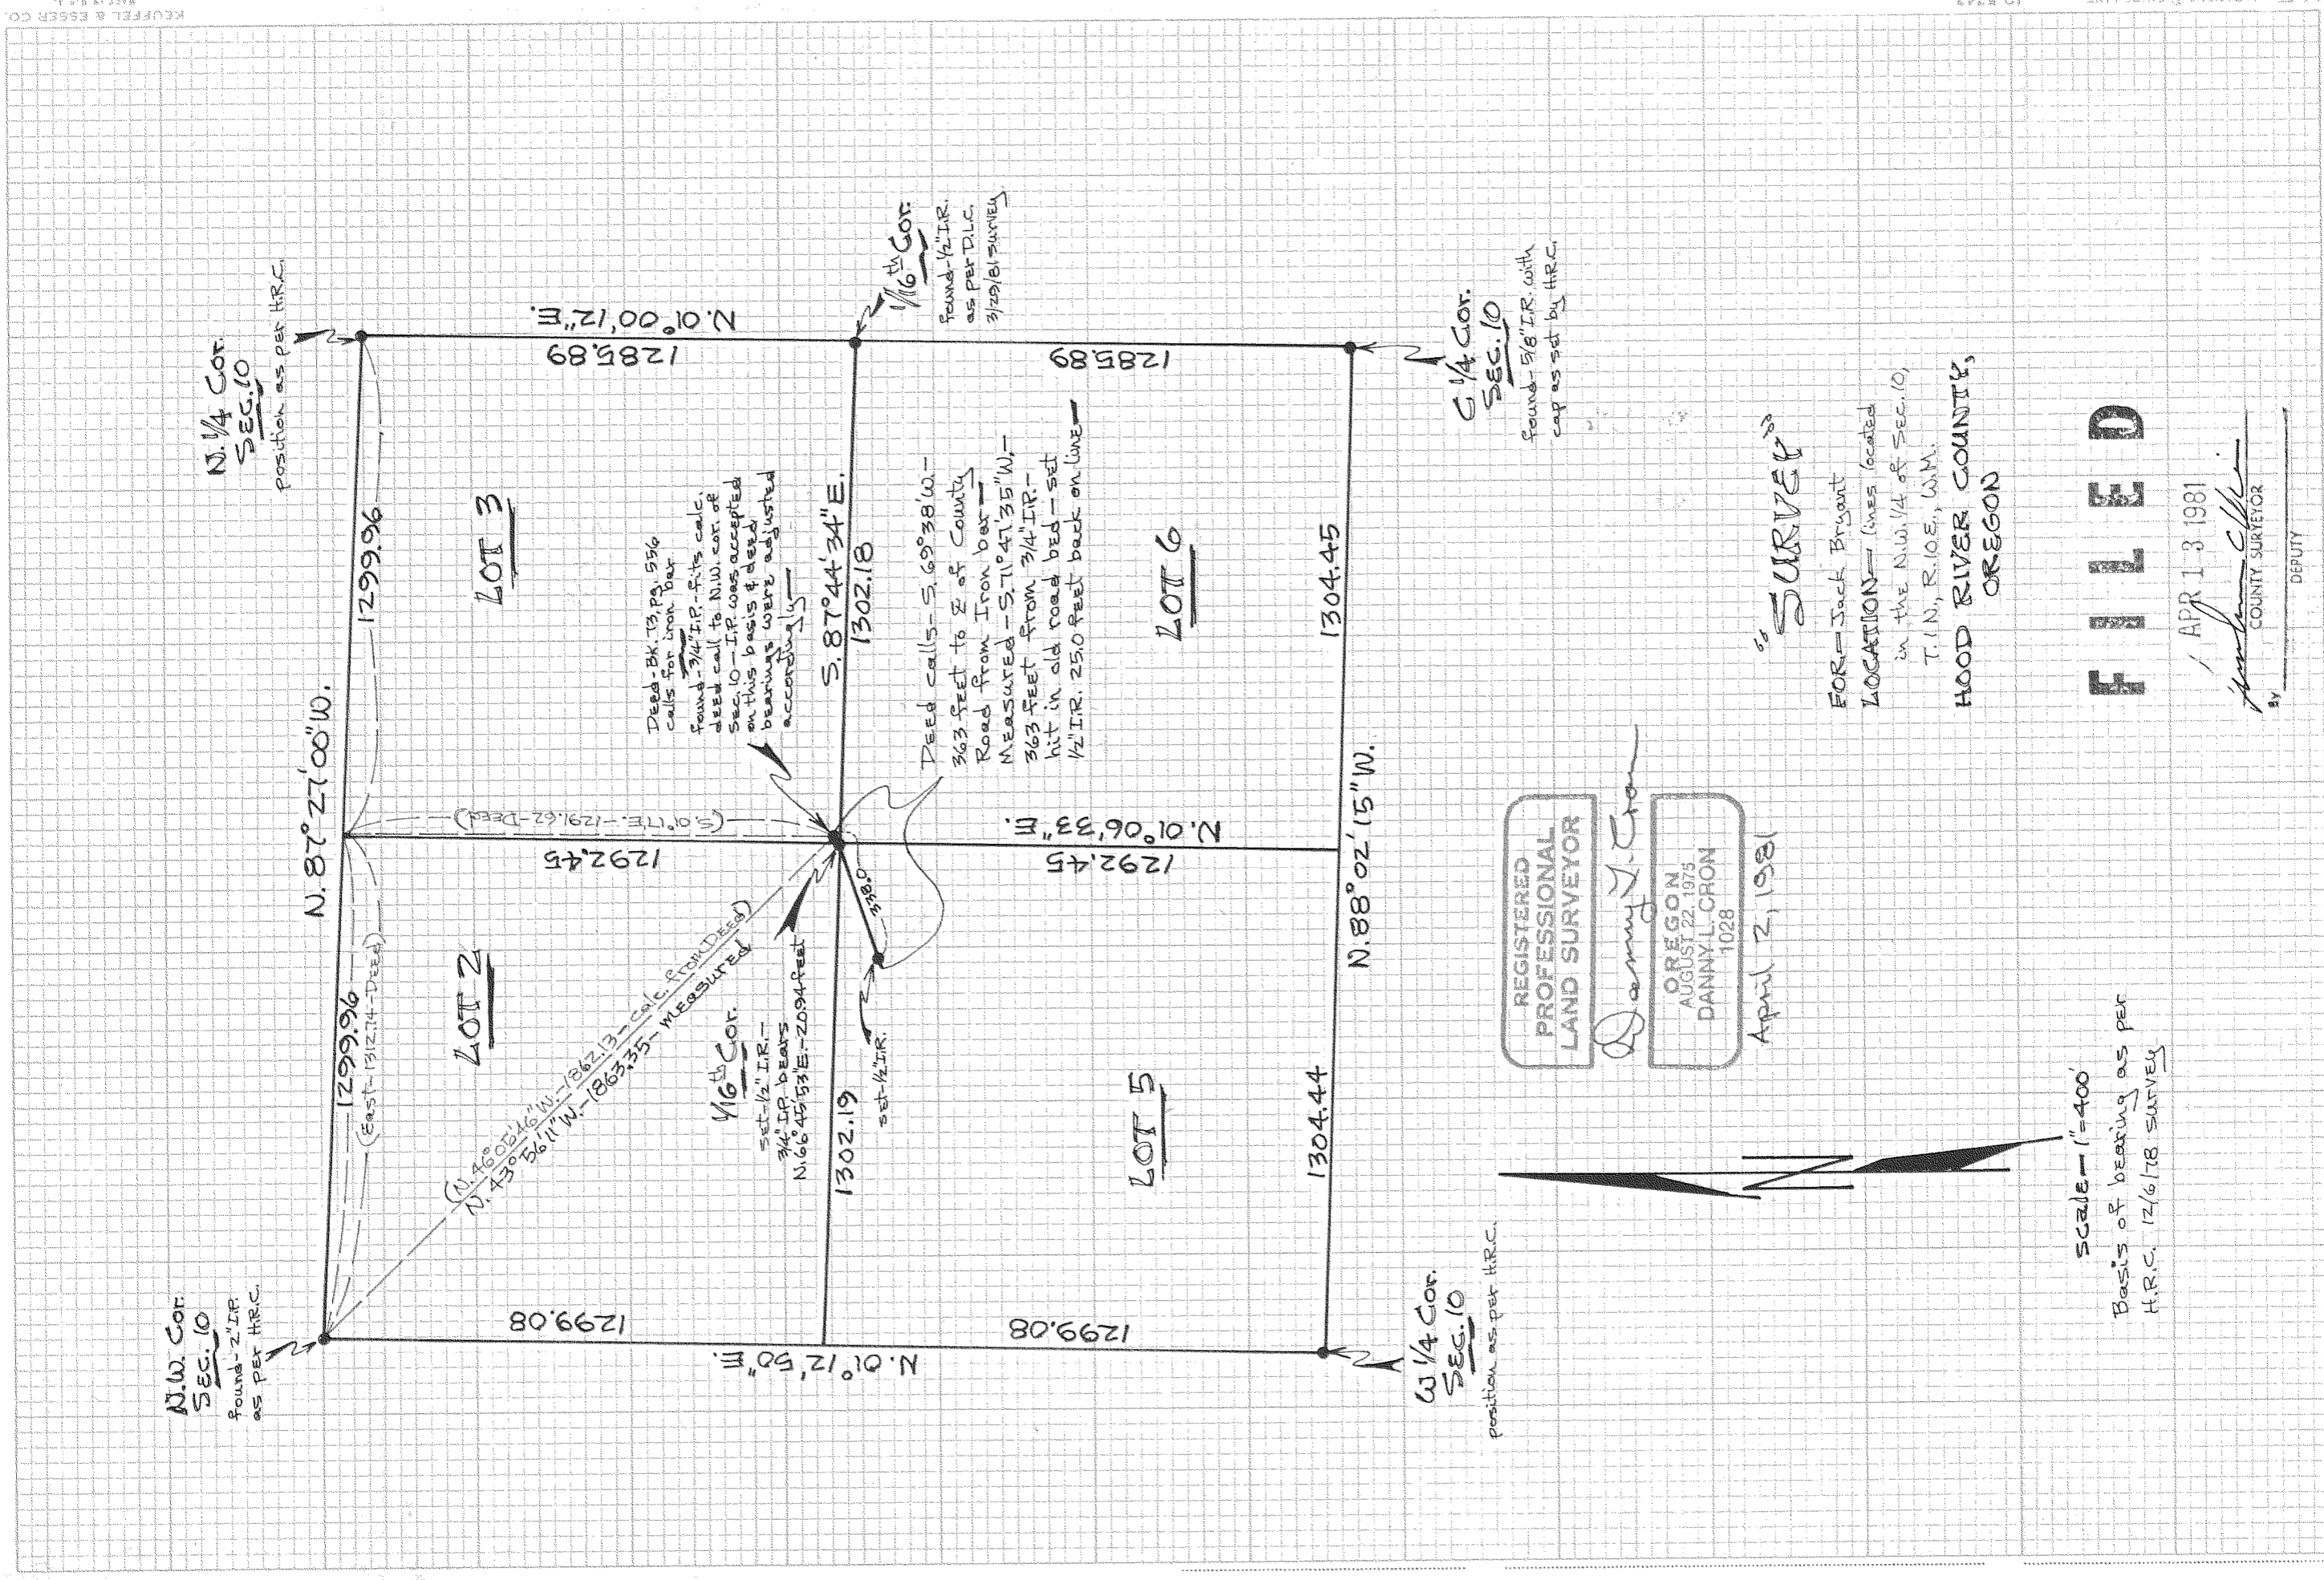 KEUFFEL & ESSER CO.
N.W. Cor.
SEC. 10
found-2" I.P.
as per H.R.C.
N. 1/4 Cor.
SEC. 10
position as per H.R.C.
N. 87° 27' 00" W.
1299.96
1299.96
(East-1312.74-Deed)
LOT 2
LOT 3
N. 01° 00' 12" E.
1285.89
1285.89
1/16th Cor.
found-1/2" I.R.
as per D.L.C.
3/25/81 survey
Deed-Bk. 73, Pg. 556
calls for iron bar
found-3/4" I.P.-fits calc.
deed call to N.W. cor. of
Sec. 10-I.P. was accepted
on this basis & deed
bearings were adjusted
accordingly
(S. 01° 17' E.-1291.62-Deed)
1292.45
1292.45
N. 01° 06' 33" E.
(N. 46° 05' 46" W.-1862.13-calc. from Deed)
N. 43° 56' 11" W.-1863.35-measured
1/16th Cor.
set-1/2" I.R.-
3/4" I.P. bears
N. 66° 45' 53" E.-20.94 feet
S. 87° 44' 34" E.
1302.18
1302.19
338.0
set-1/2" I.R.
Deed calls-S. 69° 38' W.-
363 feet to ℄ of County
Road from Iron bar-
Measured-S. 71° 47' 35" W.-
363 feet from 3/4" I.P.-
hit in old road bed-set
1/2" I.R. 25.0 feet back on line
LOT 5
LOT 6
1299.08
1299.08
N. 01° 12' 50" E.
1304.44
1304.45
N. 88° 02' 15" W.
W 1/4 Cor.
SEC. 10
position as per H.R.C.
C 1/4 Cor.
SEC. 10
found-5/8" I.R. with
cap as set by H.R.C.
REGISTERED
PROFESSIONAL
LAND SURVEYOR
Danny L. Cron
OREGON
AUGUST 22, 1975
DANNY L. CRON
1028
April 2, 1981
"SURVEY"
FOR-Jack Bryant
LOCATION-lines located
in the N.W. 1/4 of Sec. 10,
T. 1 N., R. 10 E., W.M.
HOOD RIVER COUNTY,
OREGON
scale-1"=400'
Basis of bearing as per
H.R.C. 12/6/78 survey
FILED
APR 13 1981
COUNTY SURVEYOR
BY
DEPUTY